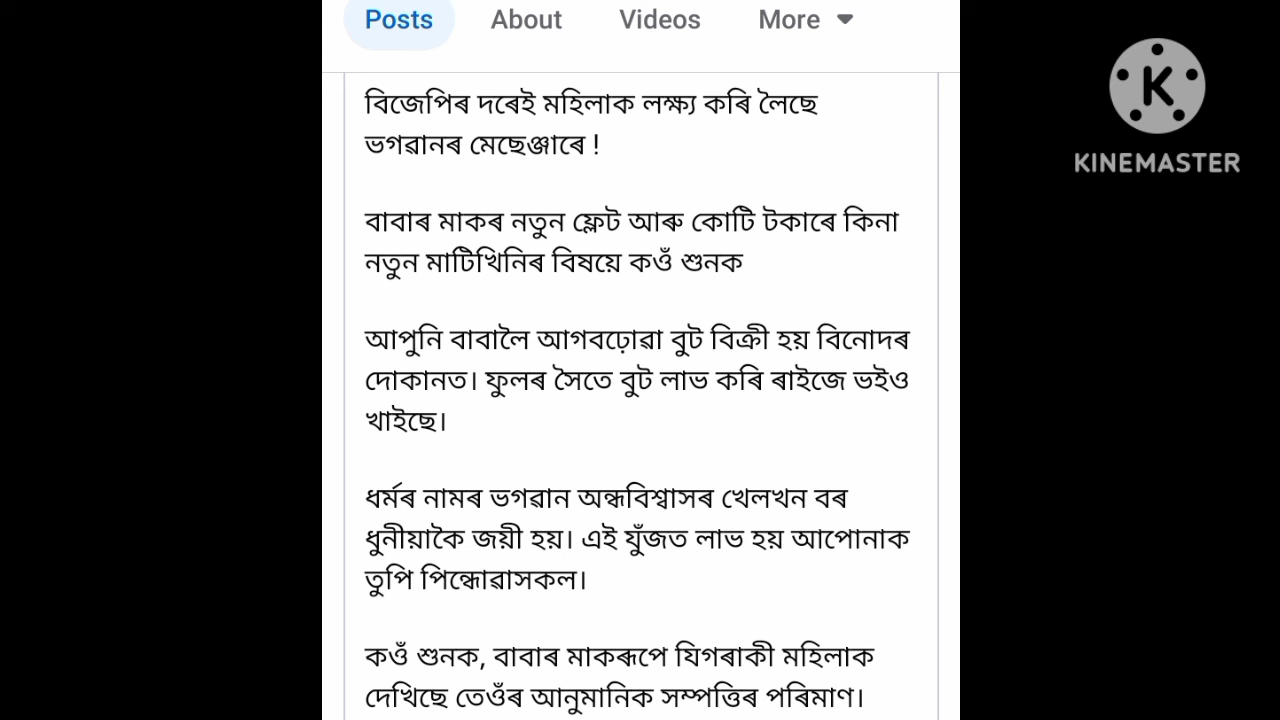 Posts About Videos More
KINEMASTER
বিজেপিৰ দৰেই মহিলাক লক্ষ্য কৰি লৈছে
ভগৱানৰ মেছেঞ্জাৰে !
বাবাৰ মাকৰ নতুন ফ্লেট আৰু কোটি টকাৰে কিনা
নতুন মাটিখিনিৰ বিষয়ে কওঁ শুনক
আপুনি বাবালৈ আগবঢ়োৱা বুট বিক্ৰী হয় বিনোদৰ
দোকানত। ফুলৰ সৈতে বুট লাভ কৰি ৰাইজে ভইও
খাইছে।
ধৰ্মৰ নামৰ ভগৱান অন্ধবিশ্বাসৰ খেলখন বৰ
ধুনীয়াকৈ জয়ী হয়। এই যুঁজত লাভ হয় আপোনাক
তুপি পিন্ধোৱাসকল।
কওঁ শুনক, বাবাৰ মাকৰূপে যিগৰাকী মহিলাক
দেখিছে তেওঁৰ আনুমানিক সম্পত্তিৰ পৰিমাণ।